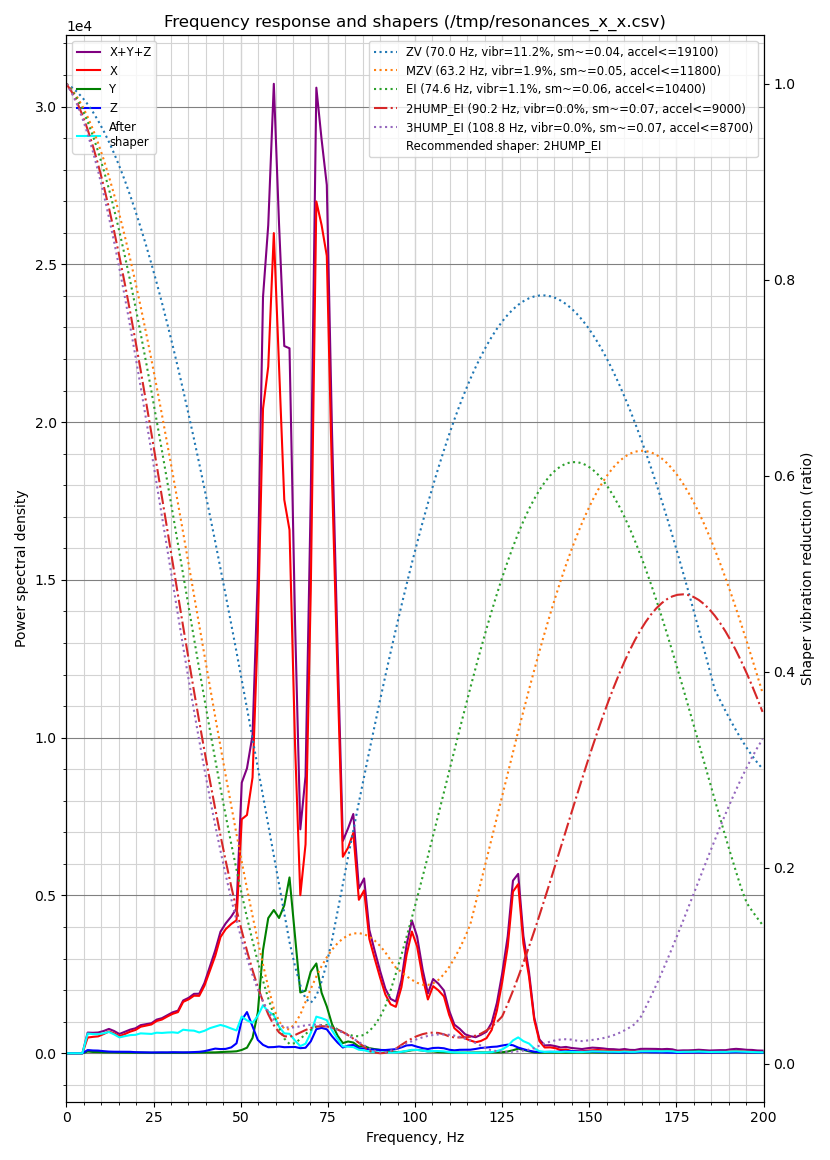 Frequency response and shapers (/tmp/resonances_x_x.csv)
1e4
X+Y+Z
X
Y
Z
After
shaper
ZV (70.0 Hz, vibr=11.2%, sm~=0.04, accel<=19100)
MZV (63.2 Hz, vibr=1.9%, sm~=0.05, accel<=11800)
EI (74.6 Hz, vibr=1.1%, sm~=0.06, accel<=10400)
2HUMP_EI (90.2 Hz, vibr=0.0%, sm~=0.07, accel<=9000)
3HUMP_EI (108.8 Hz, vibr=0.0%, sm~=0.07, accel<=8700)
Recommended shaper: 2HUMP_EI
3.0
2.5
2.0
1.5
1.0
0.5
0.0
Power spectral density
1.0
0.8
0.6
0.4
0.2
0.0
Shaper vibration reduction (ratio)
0 25 50 75 100 125 150 175 200
Frequency, Hz